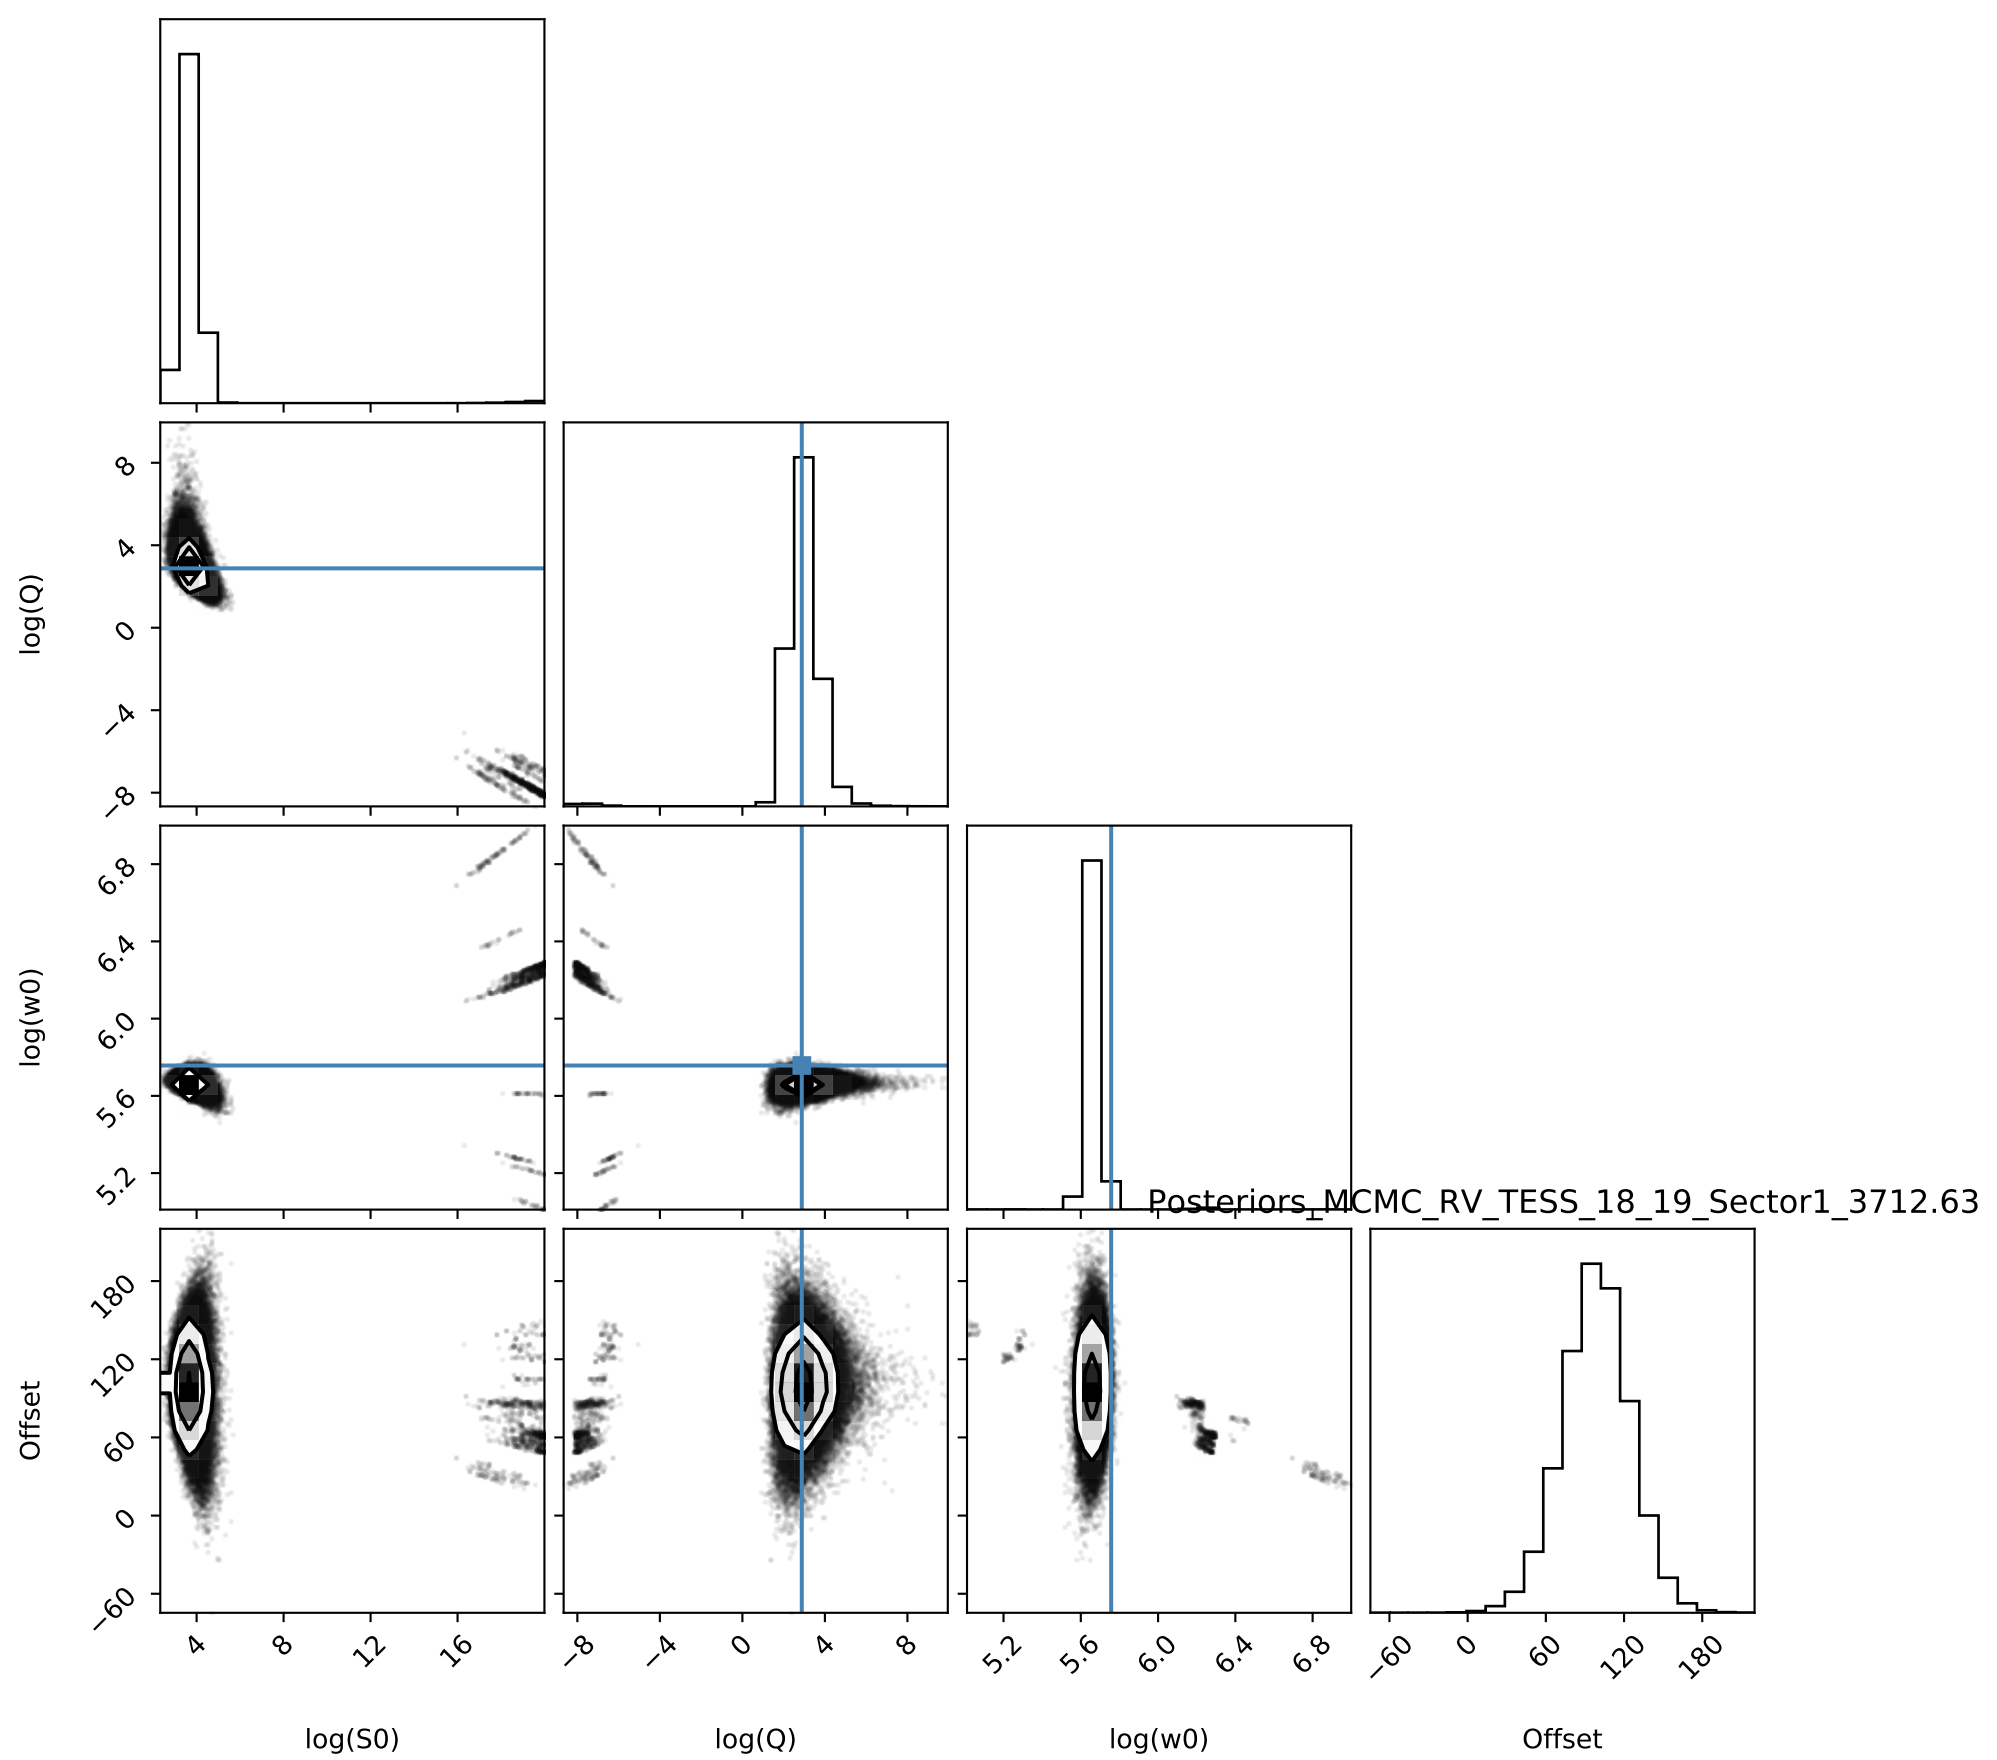 8
4
0
−4
−8
log(Q)
6.8
6.4
6.0
5.6
5.2
log(w0)
Posteriors_MCMC_RV_TESS_18_19_Sector1_3712.63
180
120
60
0
−60
Offset
4 8 12 16
−8 −4 0 4 8
5.2 5.6 6.0 6.4 6.8
−60 0 60 120 180
log(S0) log(Q) log(w0) Offset